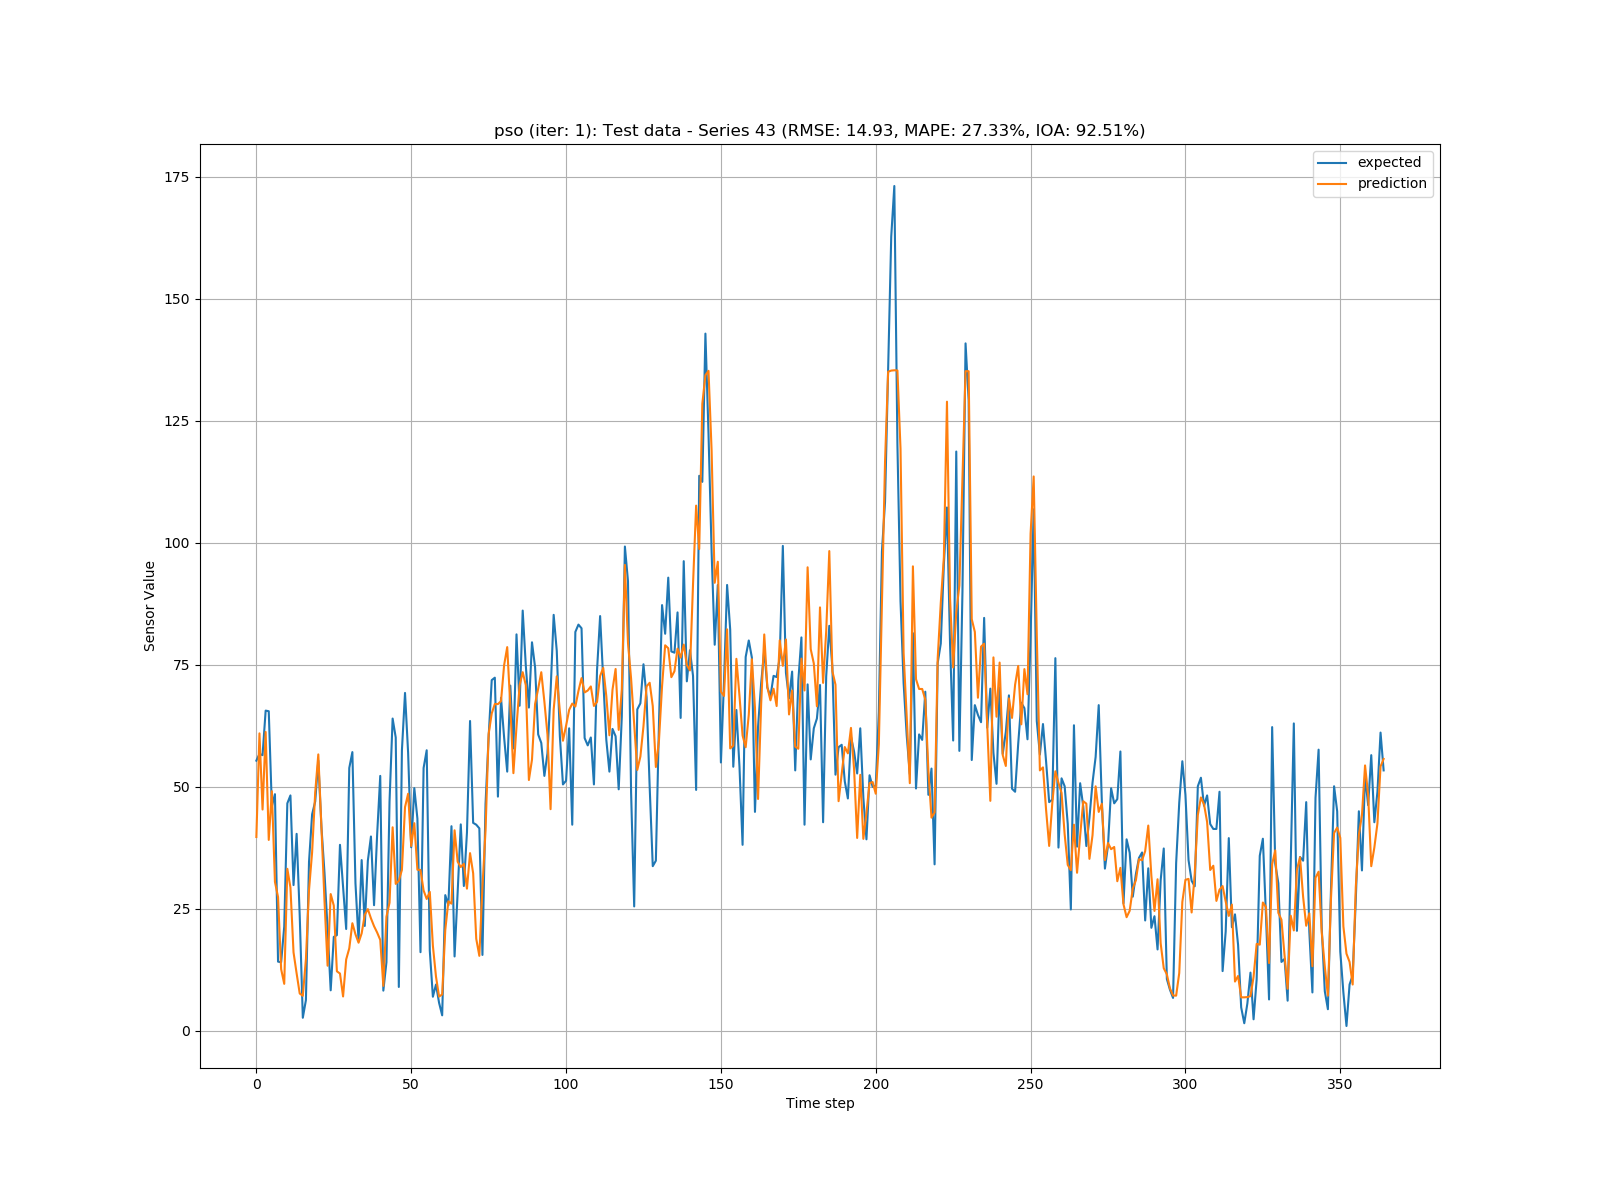 pso (iter: 1): Test data - Series 43 (RMSE: 14.93, MAPE: 27.33%, IOA: 92.51%)
expected
prediction
175
150
125
100
75
50
25
0
Sensor Value
0 50 100 150 200 250 300 350
Time step